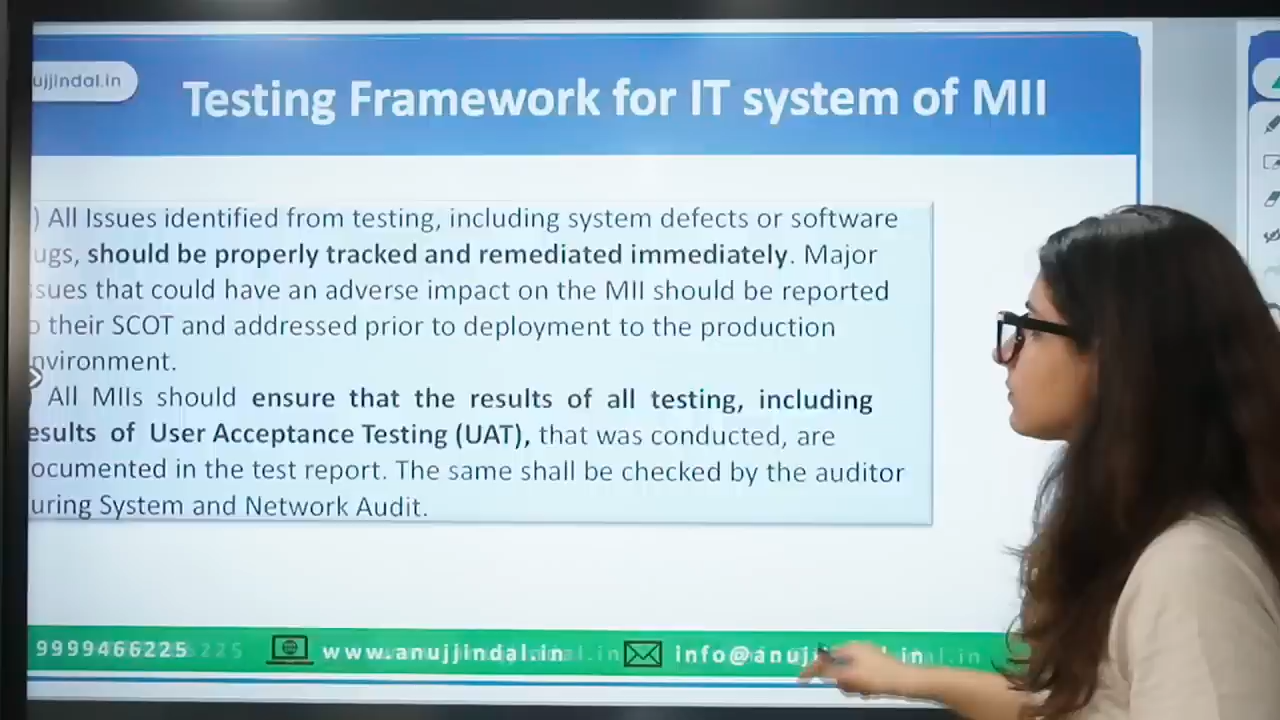 ujjindal.in
Testing Framework for IT system of MII
) All Issues identified from testing, including system defects or software
ugs, should be properly tracked and remediated immediately. Major
sues that could have an adverse impact on the MII should be reported
their SCOT and addressed prior to deployment to the production
nvironment.
All MIIs should ensure that the results of all testing, including
esults of User Acceptance Testing (UAT), that was conducted, are
ocumented in the test report. The same shall be checked by the auditor
uring System and Network Audit.
9999466225 www.anujjindal.in info@anuj